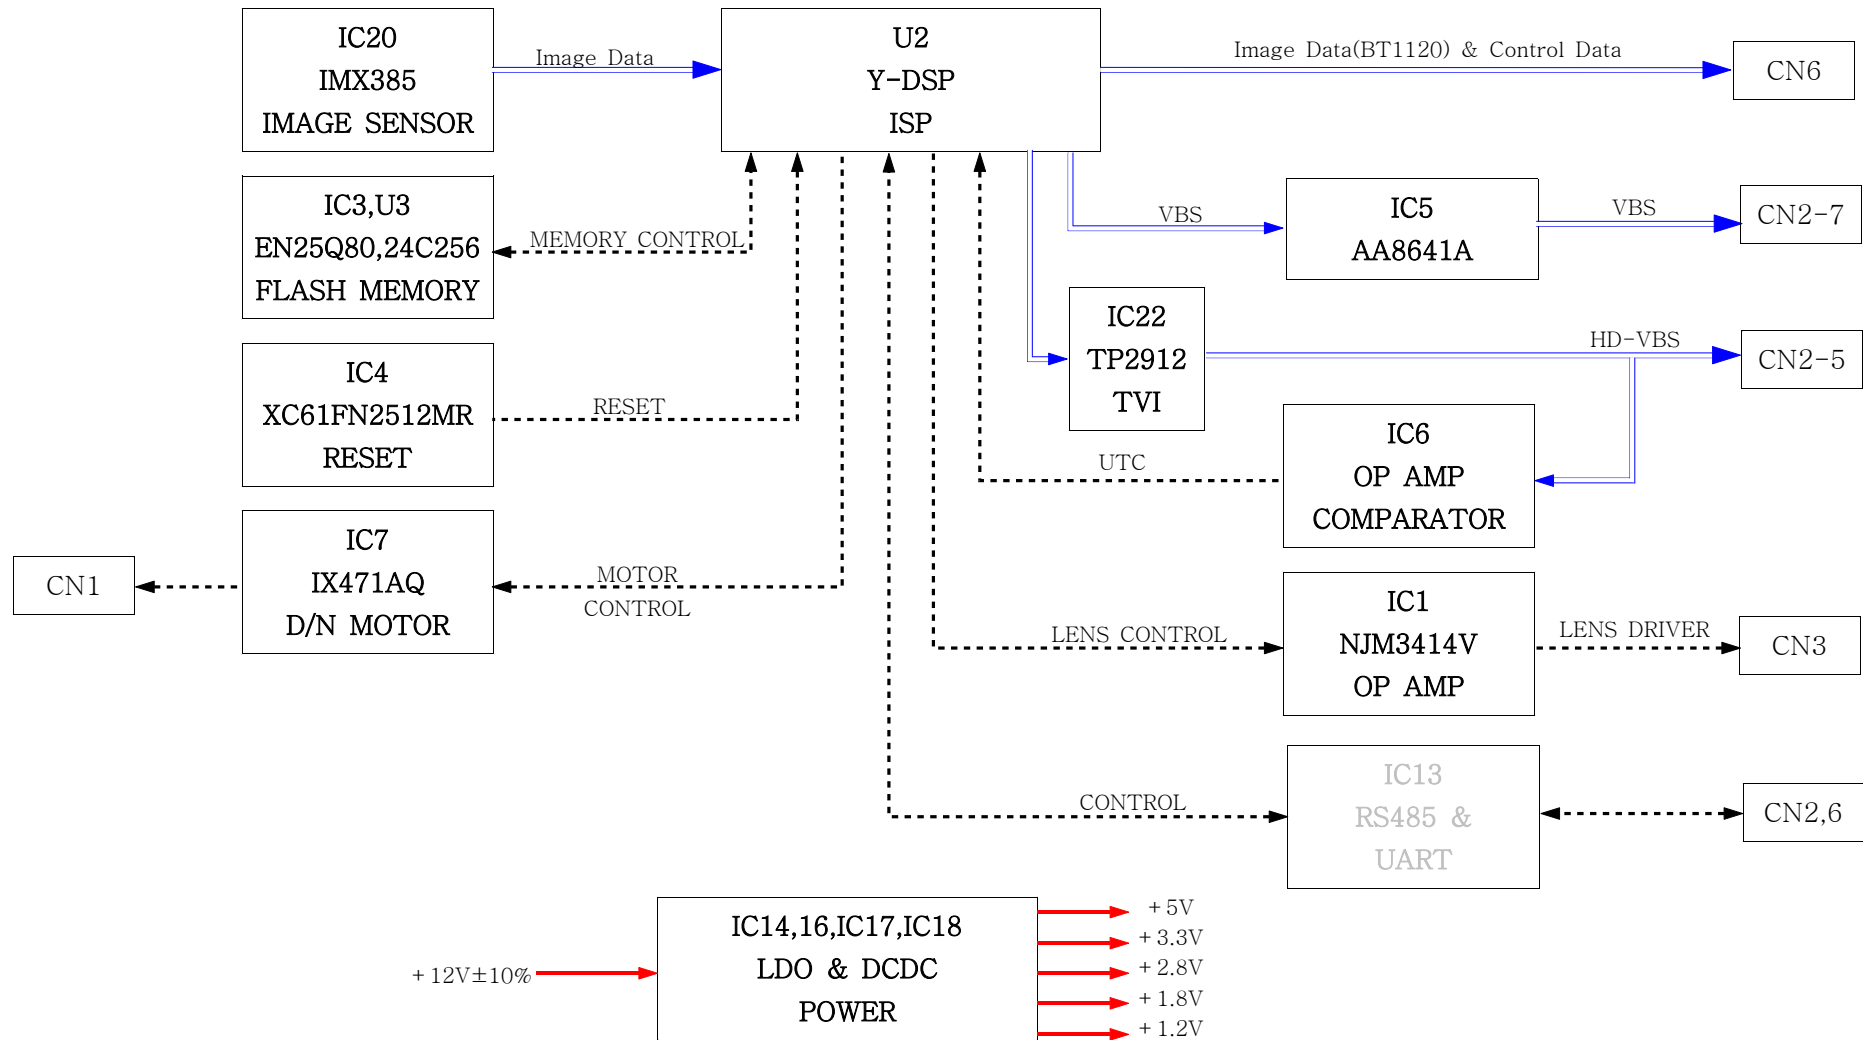 IC20
IMX385
IMAGE SENSOR
Image Data
U2
Y-DSP
ISP
Image Data(BT1120) & Control Data
CN6
IC3,U3
EN25Q80,24C256
FLASH MEMORY
MEMORY CONTROL
VBS
IC5
AA8641A
VBS
CN2-7
IC22
TP2912
TVI
HD-VBS
CN2-5
IC4
XC61FN2512MR
RESET
RESET
UTC
IC6
OP AMP
COMPARATOR
CN1
IC7
IX471AQ
D/N MOTOR
MOTOR
CONTROL
LENS CONTROL
IC1
NJM3414V
OP AMP
LENS DRIVER
CN3
CONTROL
IC13
RS485 &
UART
CN2,6
+12V±10%
IC14,16,IC17,IC18
LDO & DCDC
POWER
+5V
+3.3V
+2.8V
+1.8V
+1.2V